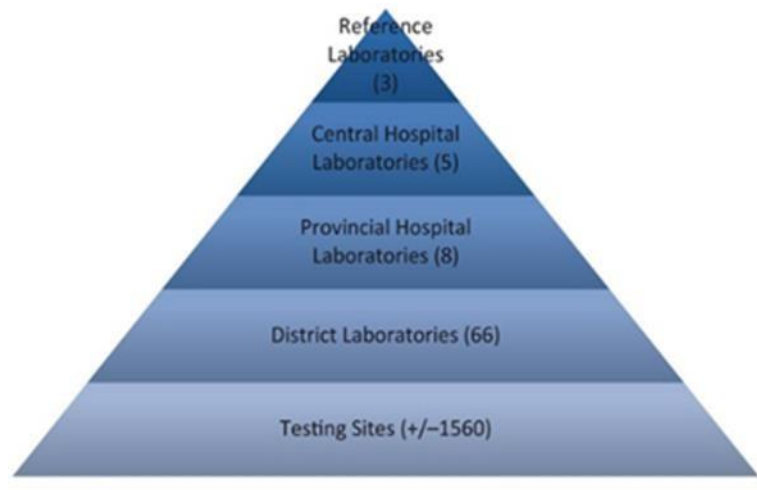 Reference
Laboratories
(3)
Central Hospital
Laboratories (5)
Provincial Hospital
Laboratories (8)
District Laboratories (66)
Testing Sites (+/–1560)